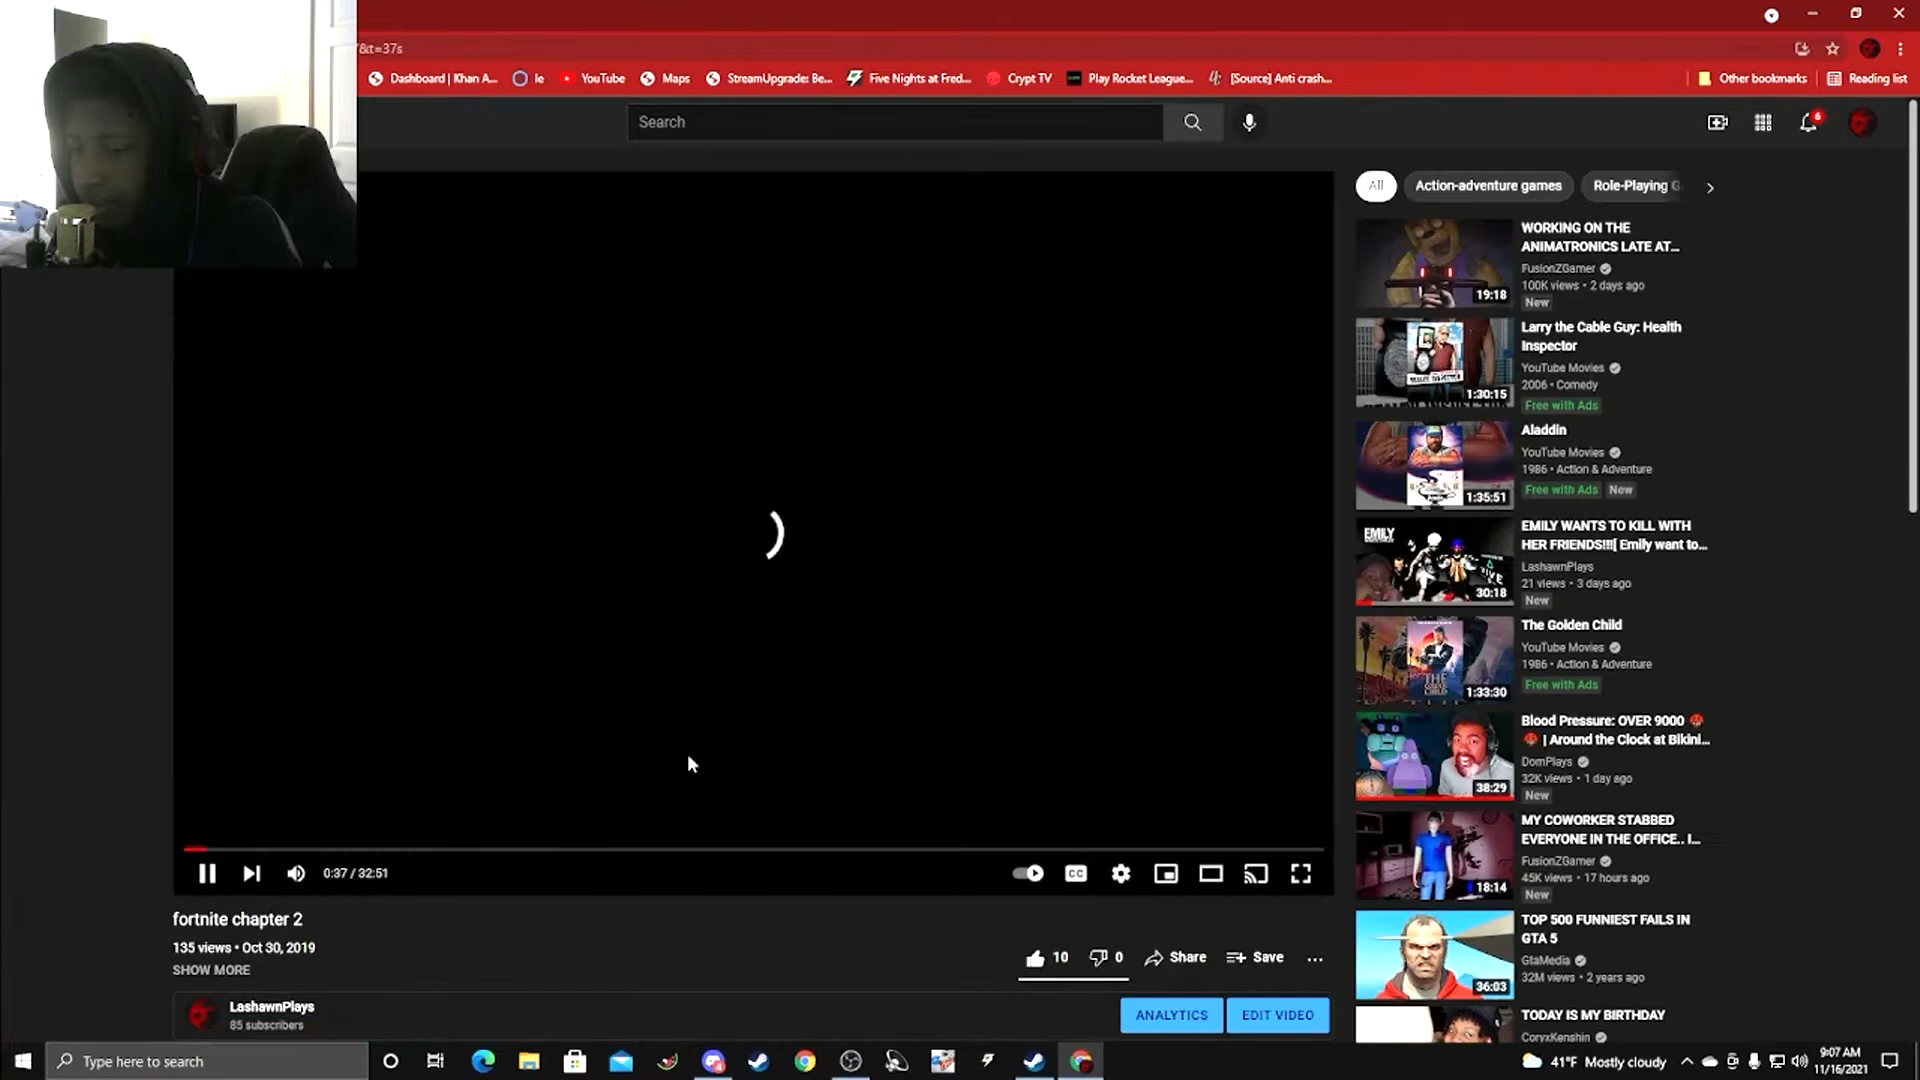 &t=37s
Dashboard | Khan A...
le
YouTube
Maps
StreamUpgrade: Be...
Five Nights at Fred...
Crypt TV
Play Rocket League...
[Source] Anti crash...
Other bookmarks
Reading list
Search
6
All
Action-adventure games
Role-Playing G
WORKING ON THE
ANIMATRONICS LATE AT...
FusionZGamer
100K views • 2 days ago
New
19:18
Larry the Cable Guy: Health
Inspector
YouTube Movies
2006 • Comedy
Free with Ads
1:30:15
Aladdin
YouTube Movies
1986 • Action & Adventure
Free with Ads
New
1:35:51
EMILY
EMILY WANTS TO KILL WITH
HER FRIENDS!!![ Emily want to...
LashawnPlays
21 views • 3 days ago
New
30:18
The Golden Child
YouTube Movies
1986 • Action & Adventure
Free with Ads
1:33:30
Blood Pressure: OVER 9000
| Around the Clock at Bikini...
DomPlays
32K views • 1 day ago
New
38:29
MY COWORKER STABBED
EVERYONE IN THE OFFICE.. I...
FusionZGamer
45K views • 17 hours ago
New
18:14
TOP 500 FUNNIEST FAILS IN
GTA 5
GtaMedia
32M views • 2 years ago
36:03
TODAY IS MY BIRTHDAY
CoryxKenshin
0:37 / 32:51
CC
fortnite chapter 2
135 views • Oct 30, 2019
SHOW MORE
10
0
Share
Save
LashawnPlays
85 subscribers
ANALYTICS
EDIT VIDEO
Type here to search
41°F Mostly cloudy
9:07 AM
11/16/2021